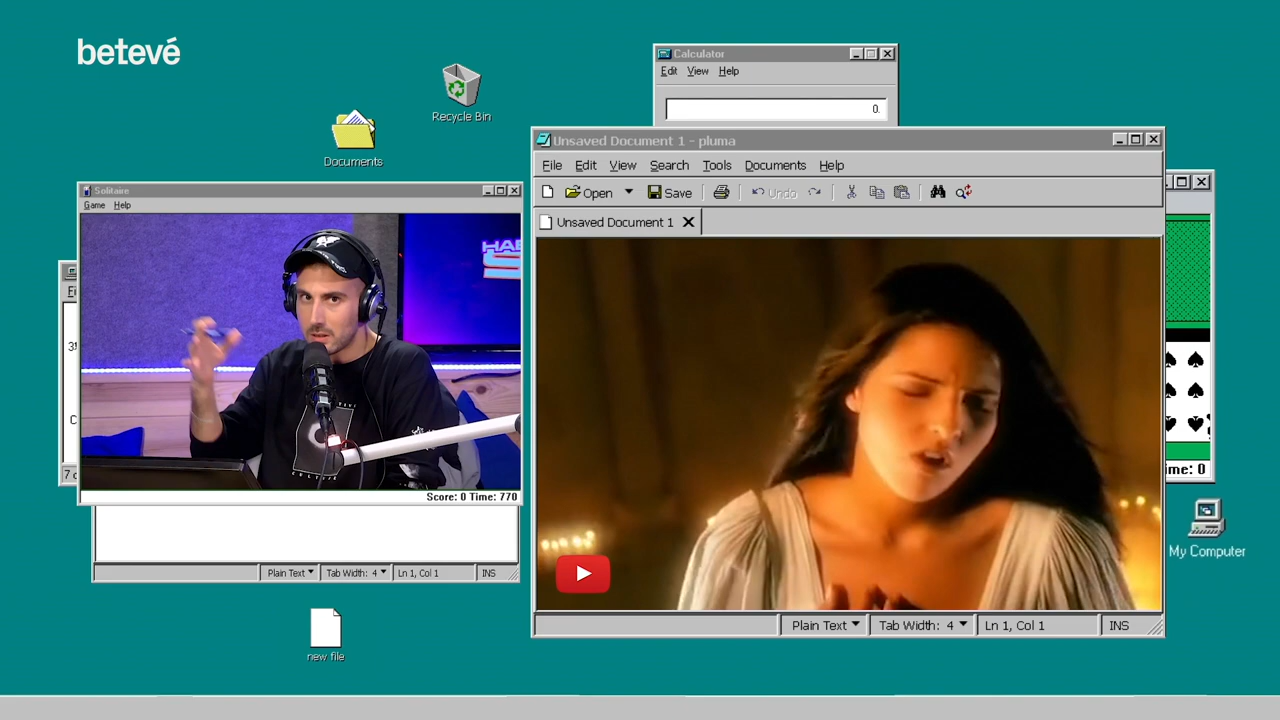 betevé
Recycle Bin
Documents
Calculator
Edit View Help
0.
Unsaved Document 1 - pluma
File Edit View Search Tools Documents Help
Open Save Undo
Unsaved Document 1
Solitaire
Game Help
Score: 0 Time: 770
Plain Text Tab Width: 4 Ln 1, Col 1 INS
Plain Text Tab Width: 4 Ln 1, Col 1 INS
ime: 0
My Computer
new file